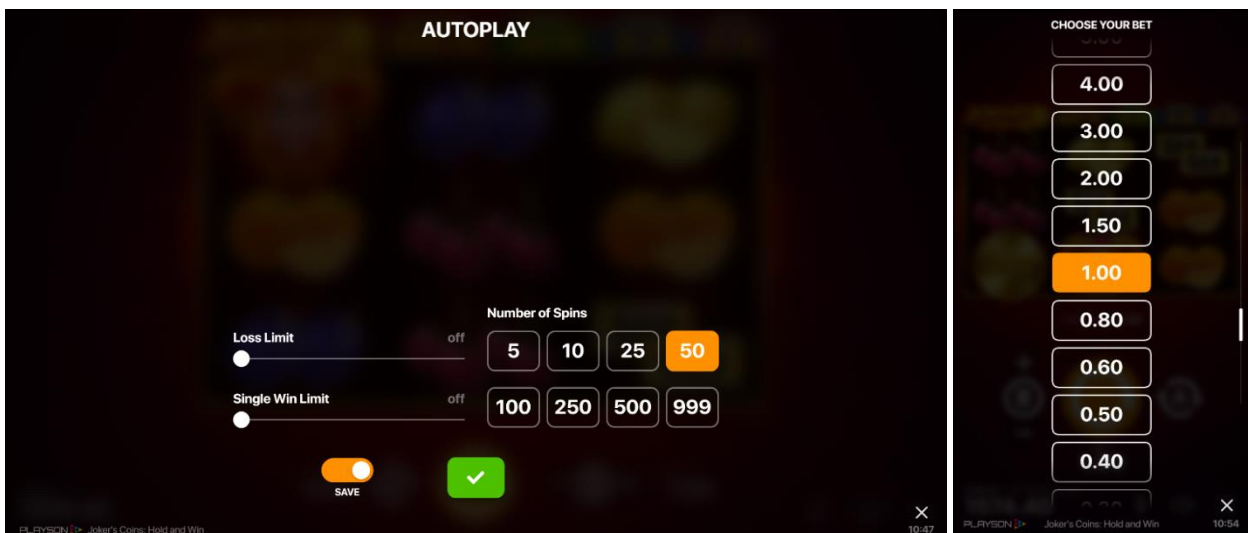 AUTOPLAY
Number of Spins
Loss Limit off
5 10 25 50
Single Win Limit off
100 250 500 999
SAVE
PLAYSON Joker's Coins: Hold and Win 10:47
CHOOSE YOUR BET
4.00
3.00
2.00
1.50
1.00
0.80
0.60
0.50
0.40
PLAYSON Joker's Coins: Hold and Win 10:54